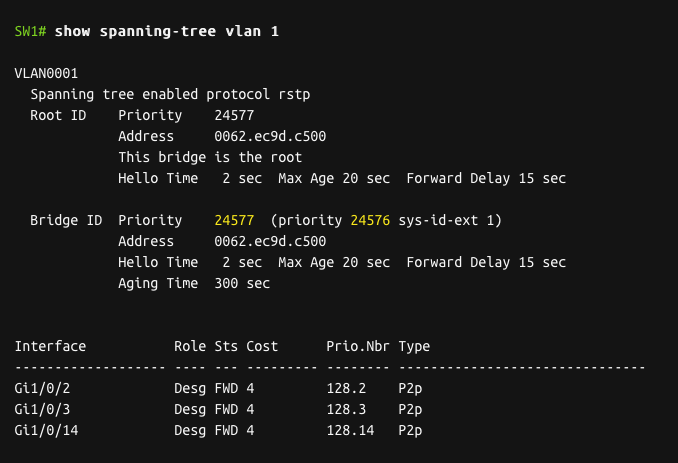 SW1# show spanning-tree vlan 1
VLAN0001
  Spanning tree enabled protocol rstp
  Root ID    Priority    24577
             Address     0062.ec9d.c500
             This bridge is the root
             Hello Time   2 sec  Max Age 20 sec  Forward Delay 15 sec
  Bridge ID  Priority    24577  (priority 24576 sys-id-ext 1)
             Address     0062.ec9d.c500
             Hello Time   2 sec  Max Age 20 sec  Forward Delay 15 sec
             Aging Time  300 sec
Interface           Role Sts Cost      Prio.Nbr Type
------------------- ---- --- --------- -------- -------------------------------
Gi1/0/2             Desg FWD 4         128.2    P2p
Gi1/0/3             Desg FWD 4         128.3    P2p
Gi1/0/14            Desg FWD 4         128.14   P2p